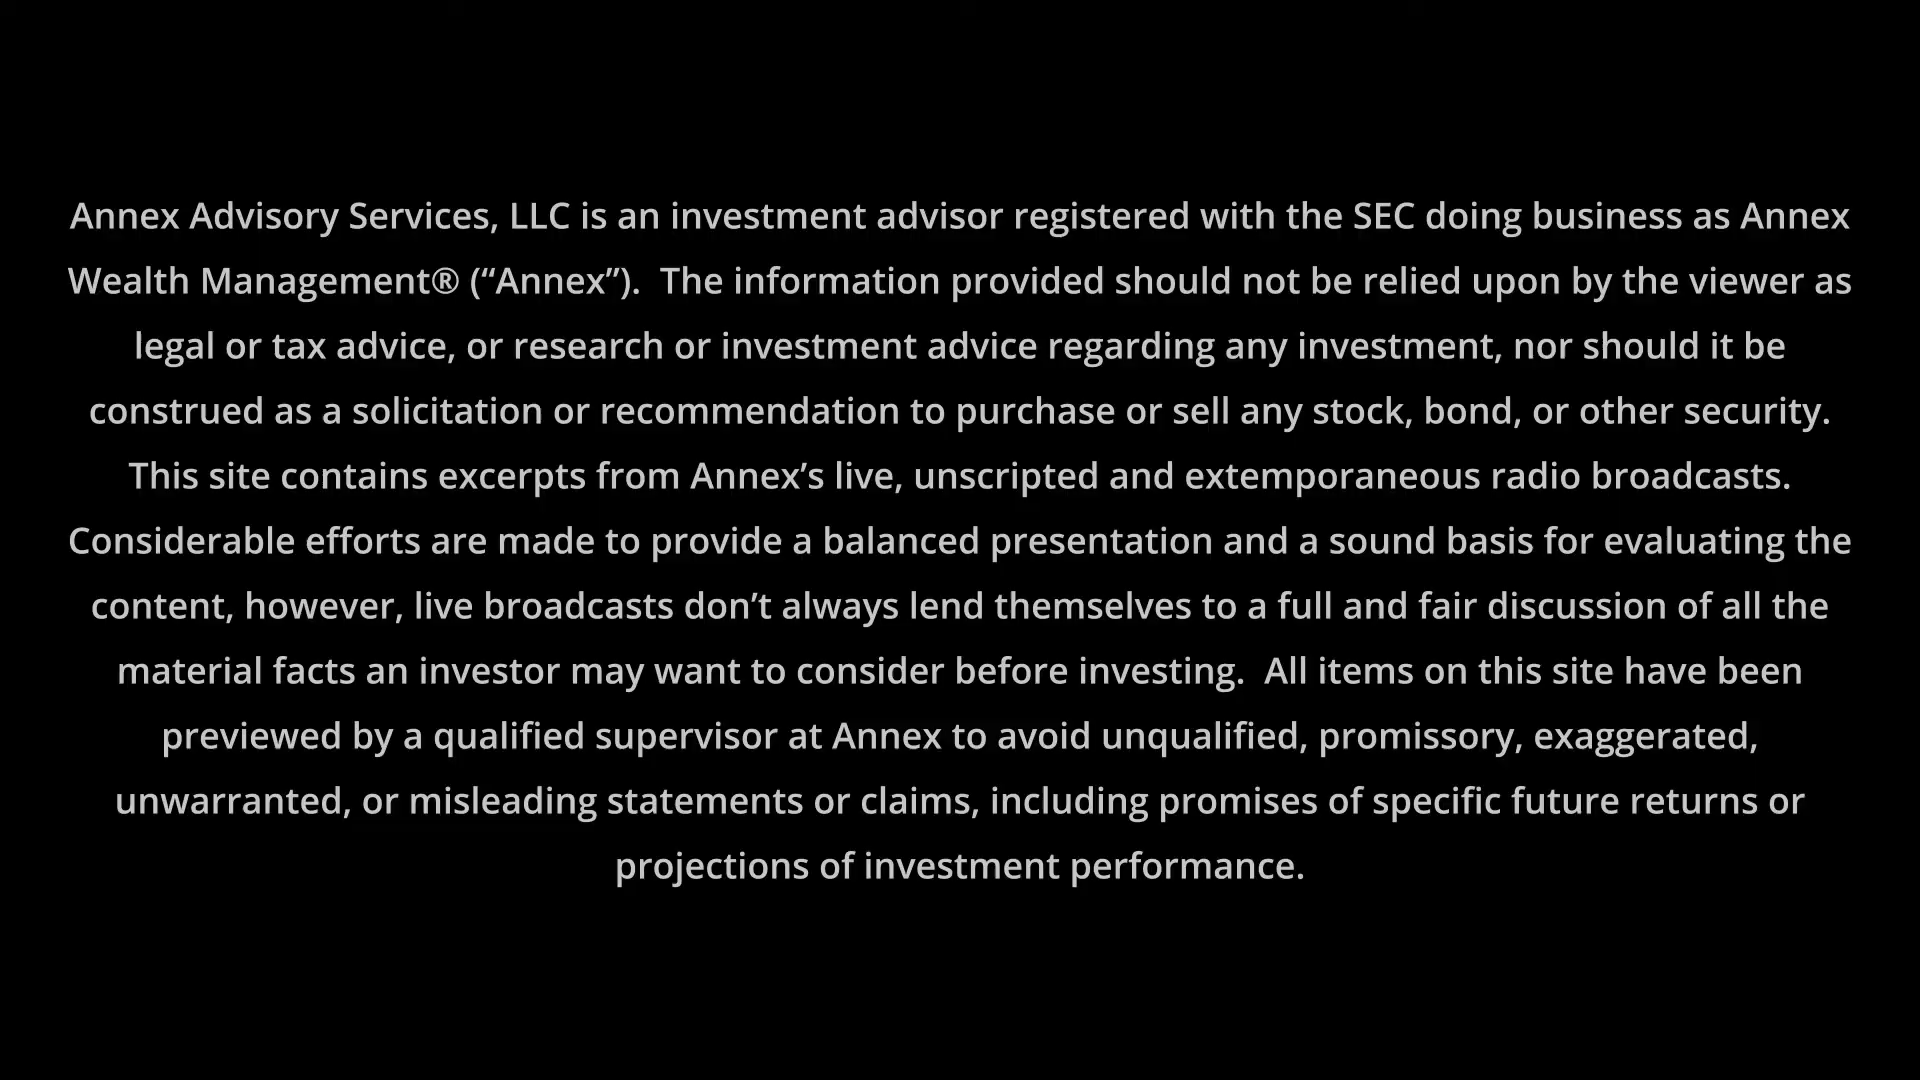 Annex Advisory Services, LLC is an investment advisor registered with the SEC doing business as Annex
Wealth Management® (“Annex”).  The information provided should not be relied upon by the viewer as
legal or tax advice, or research or investment advice regarding any investment, nor should it be
construed as a solicitation or recommendation to purchase or sell any stock, bond, or other security.
This site contains excerpts from Annex’s live, unscripted and extemporaneous radio broadcasts.
Considerable efforts are made to provide a balanced presentation and a sound basis for evaluating the
content, however, live broadcasts don’t always lend themselves to a full and fair discussion of all the
material facts an investor may want to consider before investing.  All items on this site have been
previewed by a qualified supervisor at Annex to avoid unqualified, promissory, exaggerated,
unwarranted, or misleading statements or claims, including promises of specific future returns or
projections of investment performance.